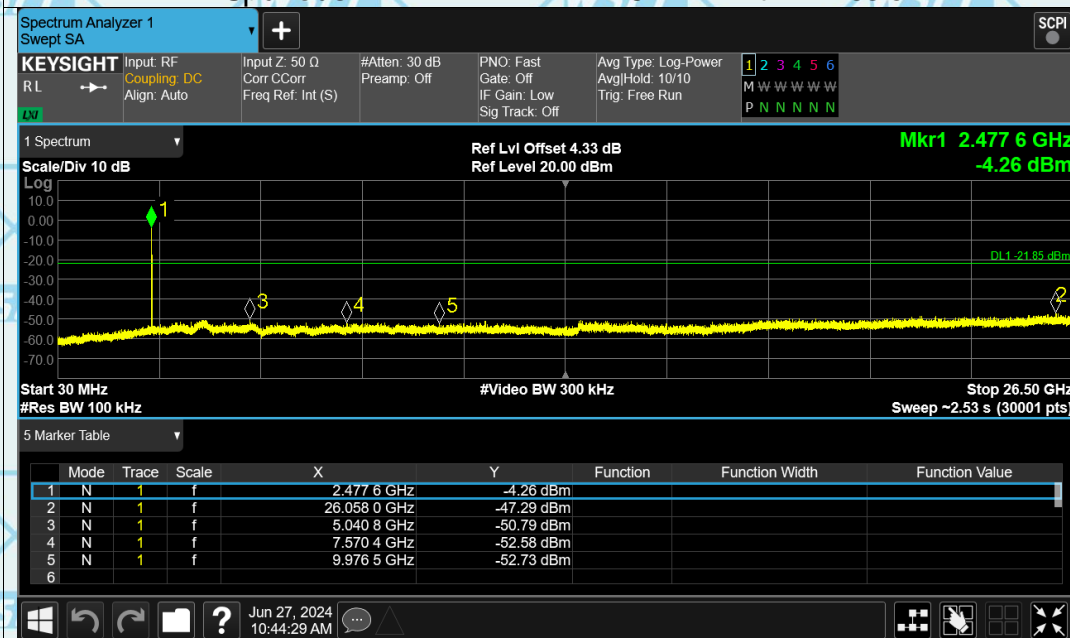 Spectrum Analyzer 1
Swept SA
+
SCPI
KEYSIGHT
RL
LXI
Input: RF
Coupling: DC
Align: Auto
Input Z: 50 Ω
Corr CCorr
Freq Ref: Int (S)
#Atten: 30 dB
Preamp: Off
PNO: Fast
Gate: Off
IF Gain: Low
Sig Track: Off
Avg Type: Log-Power
Avg|Hold: 10/10
Trig: Free Run
1 2 3 4 5 6
M W W W W W W
P N N N N N
1 Spectrum
Scale/Div 10 dB
Ref Lvl Offset 4.33 dB
Ref Level 20.00 dBm
Mkr1 2.477 6 GHz
-4.26 dBm
Log
10.0
0.00
-10.0
-20.0
-30.0
-40.0
-50.0
-60.0
-70.0
1
3
4
5
2
DL1 -21.85 dBm
Start 30 MHz
#Video BW 300 kHz
Stop 26.50 GHz
#Res BW 100 kHz
Sweep ~2.53 s (30001 pts)
5 Marker Table
Mode Trace Scale X Y Function Function Width Function Value
1 N 1 f 2.477 6 GHz -4.26 dBm
2 N 1 f 26.058 0 GHz -47.29 dBm
3 N 1 f 5.040 8 GHz -50.79 dBm
4 N 1 f 7.570 4 GHz -52.58 dBm
5 N 1 f 9.976 5 GHz -52.73 dBm
6
?
Jun 27, 2024
10:44:29 AM